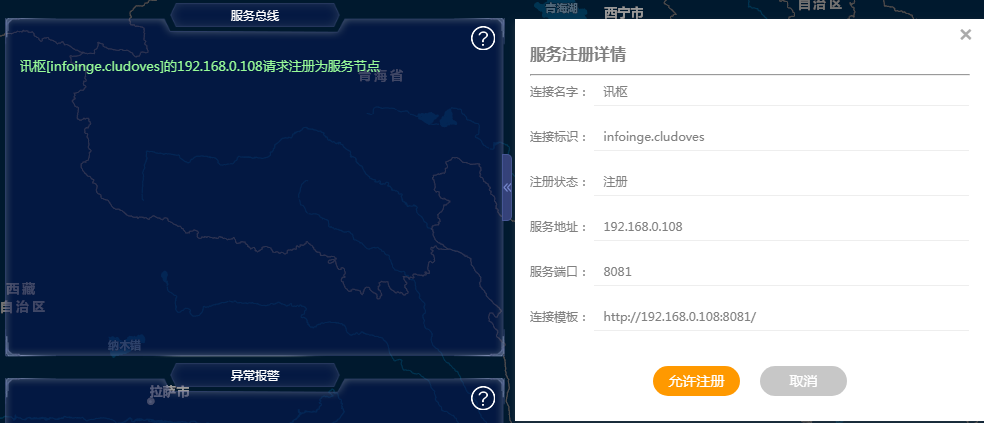 服务总线
讯枢[infoinge.cludoves]的192.168.0.108请求注册为服务节点
青海省
西藏
自治区
纳木错
异常报警
拉萨市
青海湖
西宁市
自治区
服务注册详情
连接名字： 讯枢
连接标识： infoinge.cludoves
注册状态： 注册
服务地址： 192.168.0.108
服务端口： 8081
连接模板： http://192.168.0.108:8081/
允许注册 取消